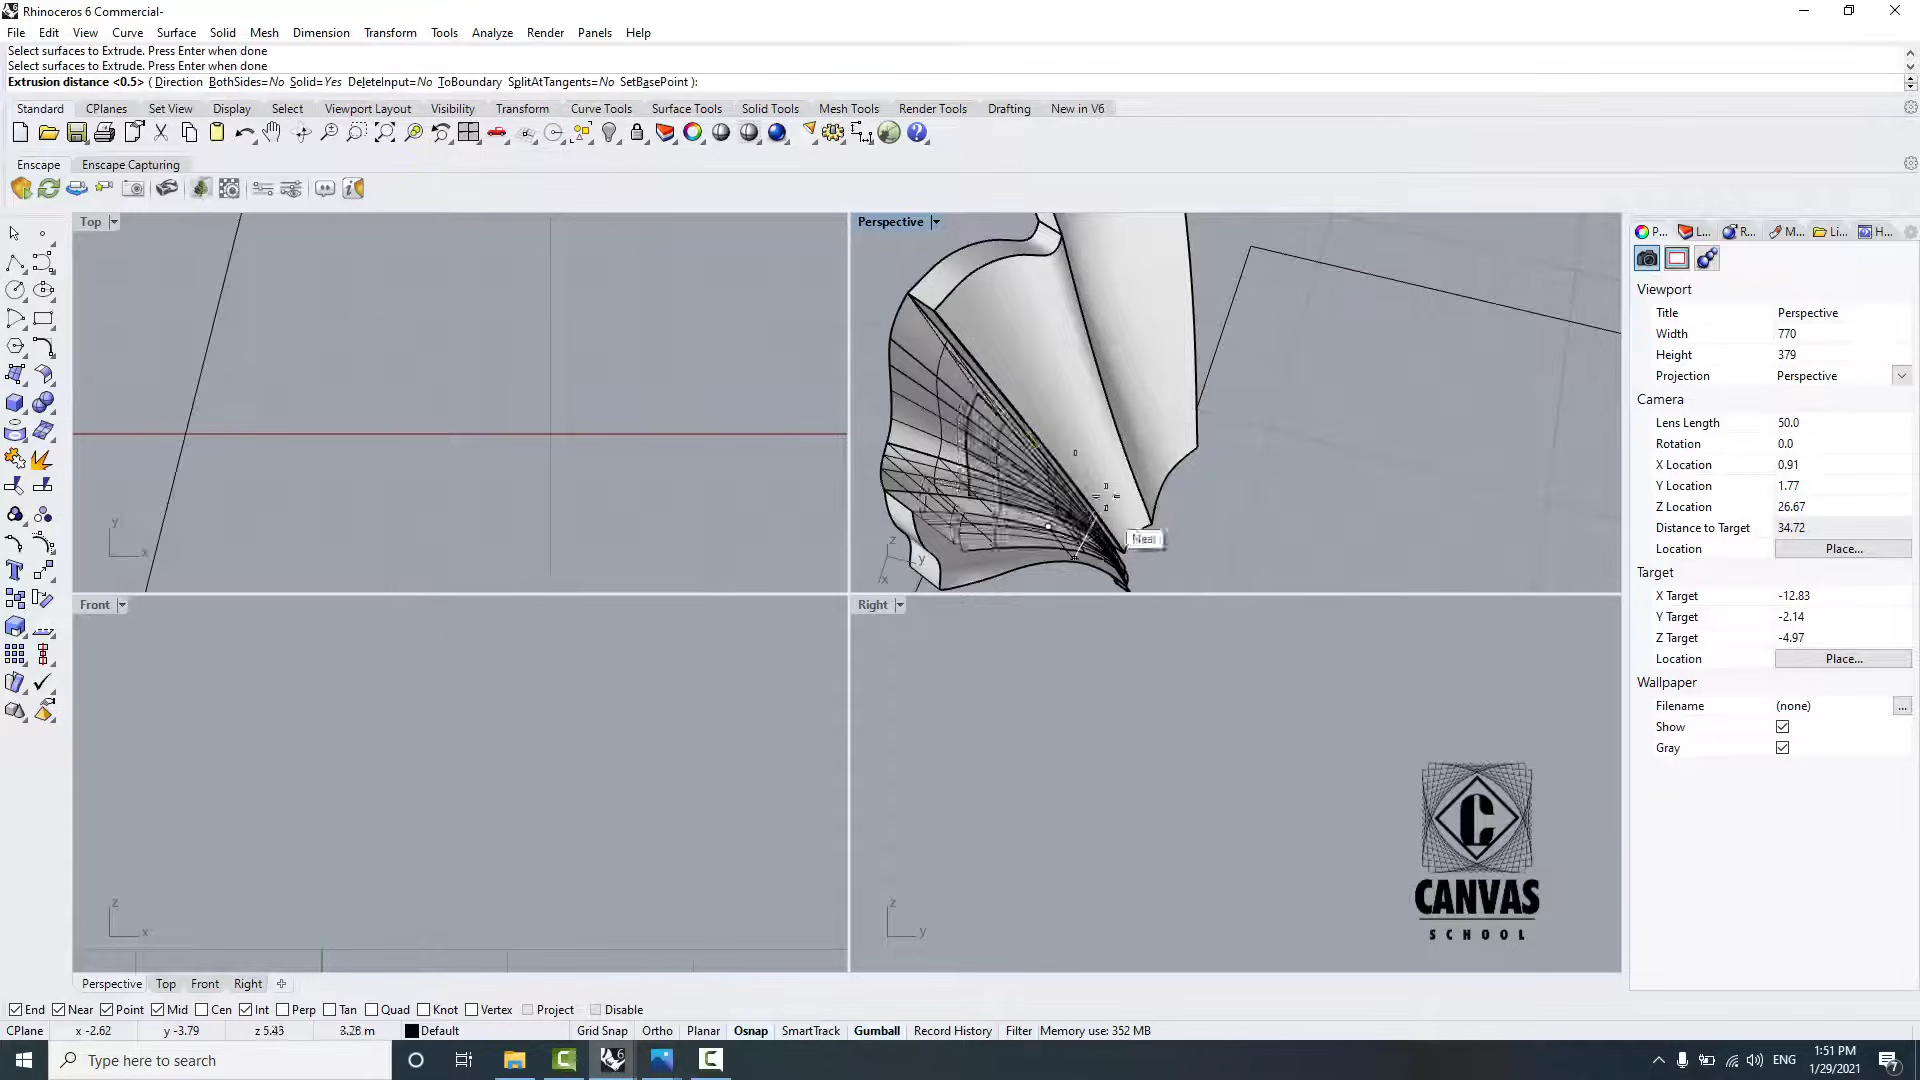 Rhinoceros 6 Commercial-
File Edit View Curve Surface Solid Mesh Dimension Transform Tools Analyze Render Panels Help
Select surfaces to Extrude. Press Enter when done
Select surfaces to Extrude. Press Enter when done
Extrusion distance <0.5> ( Direction BothSides=No Solid=Yes DeleteInput=No ToBoundary SplitAtTangents=No SetBasePoint ):
Standard CPlanes Set View Display Select Viewport Layout Visibility Transform Curve Tools Surface Tools Solid Tools Mesh Tools Render Tools Drafting New in V6
Enscape Enscape Capturing
Top
Perspective
P... L... R... M... Li... H...
Viewport
Title Perspective
Width 770
Height 379
Projection Perspective
Camera
Lens Length 50.0
Rotation 0.0
X Location 0.91
Y Location 1.77
Z Location 26.67
Distance to Target 34.72
Location Place...
Target
X Target -12.83
Y Target -2.14
Z Target -4.97
Location Place...
Wallpaper
Filename (none) ...
Show
Gray
y
x
z
y
x
Near
Front
Right
z
x
z
y
CANVAS
SCHOOL
Perspective Top Front Right
End Near Point Mid Cen Int Perp Tan Quad Knot Vertex Project Disable
CPlane x -2.62 y -3.79 z 5.43 3.28 m Default Grid Snap Ortho Planar Osnap SmartTrack Gumball Record History Filter Memory use: 352 MB
Type here to search
ENG
1:51 PM
1/29/2021
7